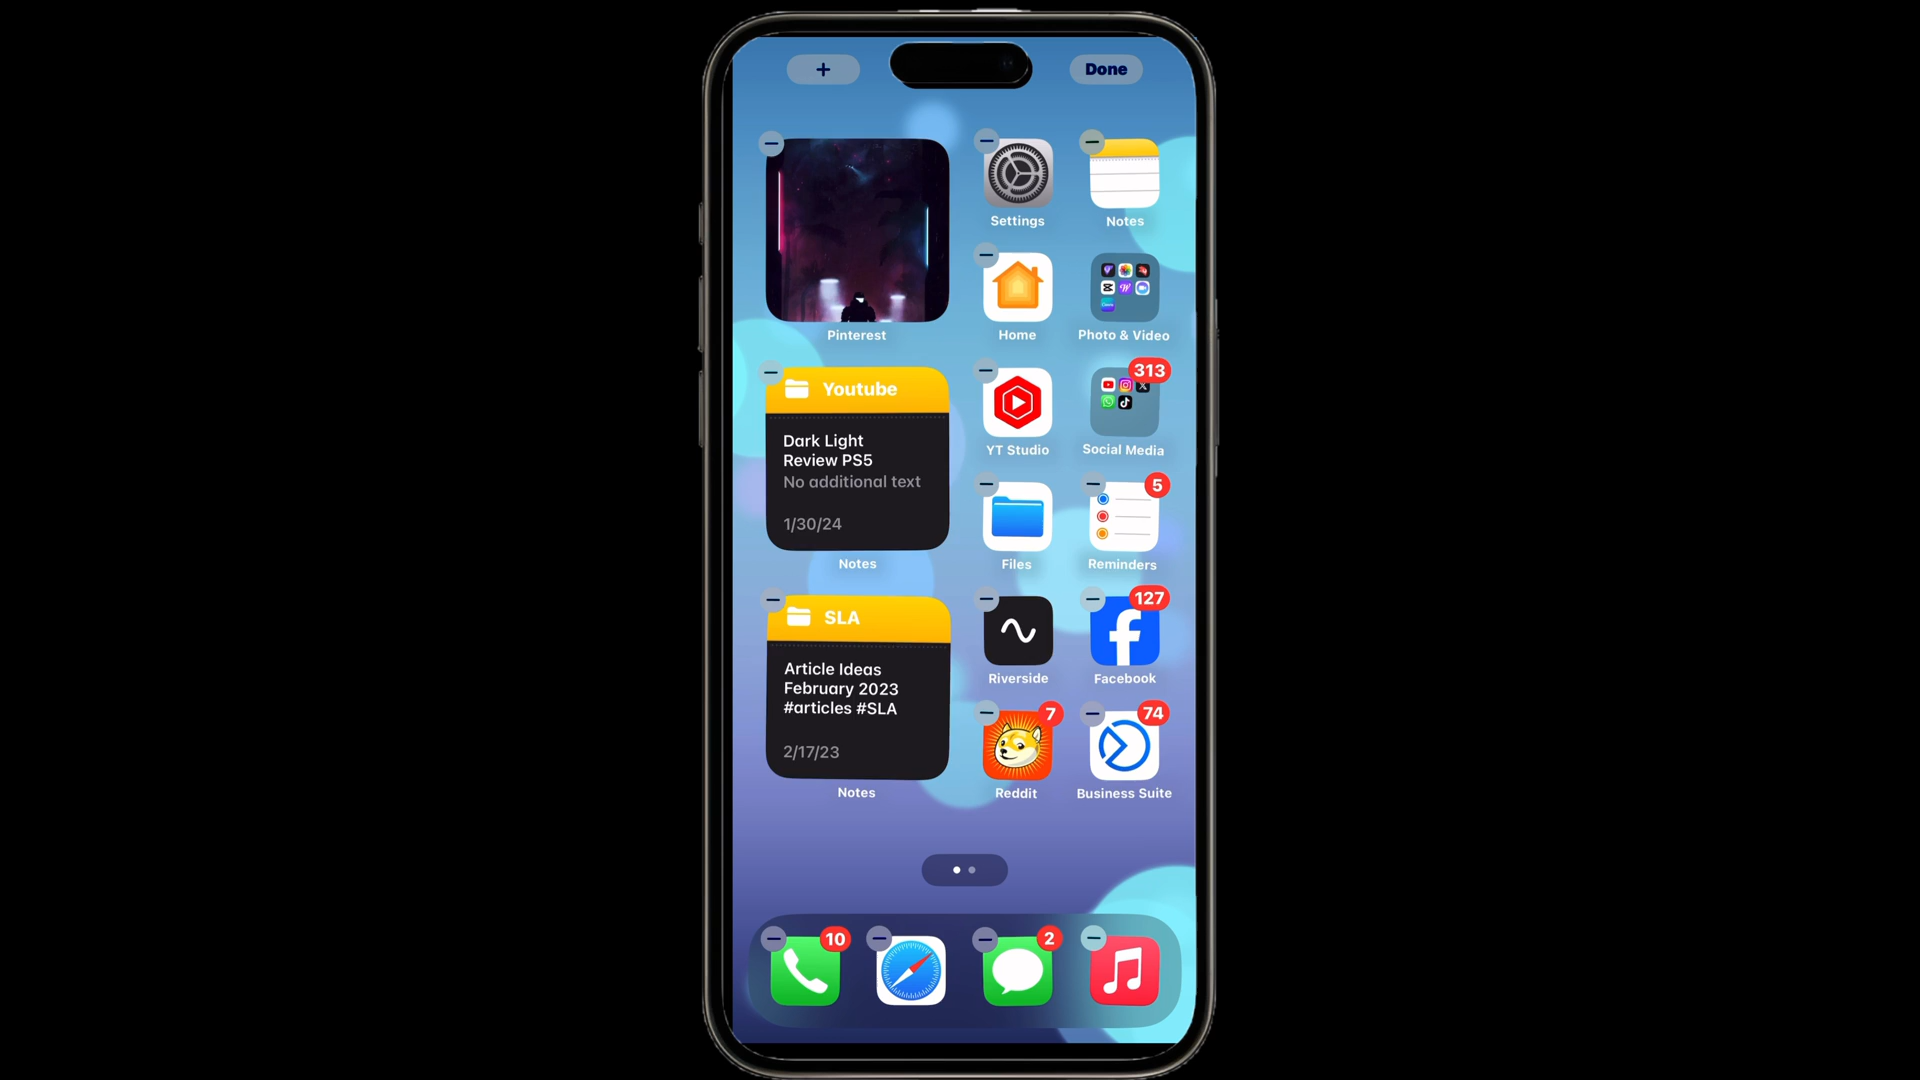 +
Done
Pinterest
Settings
Notes
Home
Photo & Video
Youtube
Dark Light
Review PS5
No additional text
1/30/24
Notes
YT Studio
313
Social Media
Files
5
Reminders
SLA
Article Ideas
February 2023
#articles #SLA
2/17/23
Notes
Riverside
127
Facebook
7
Reddit
74
Business Suite
10
2